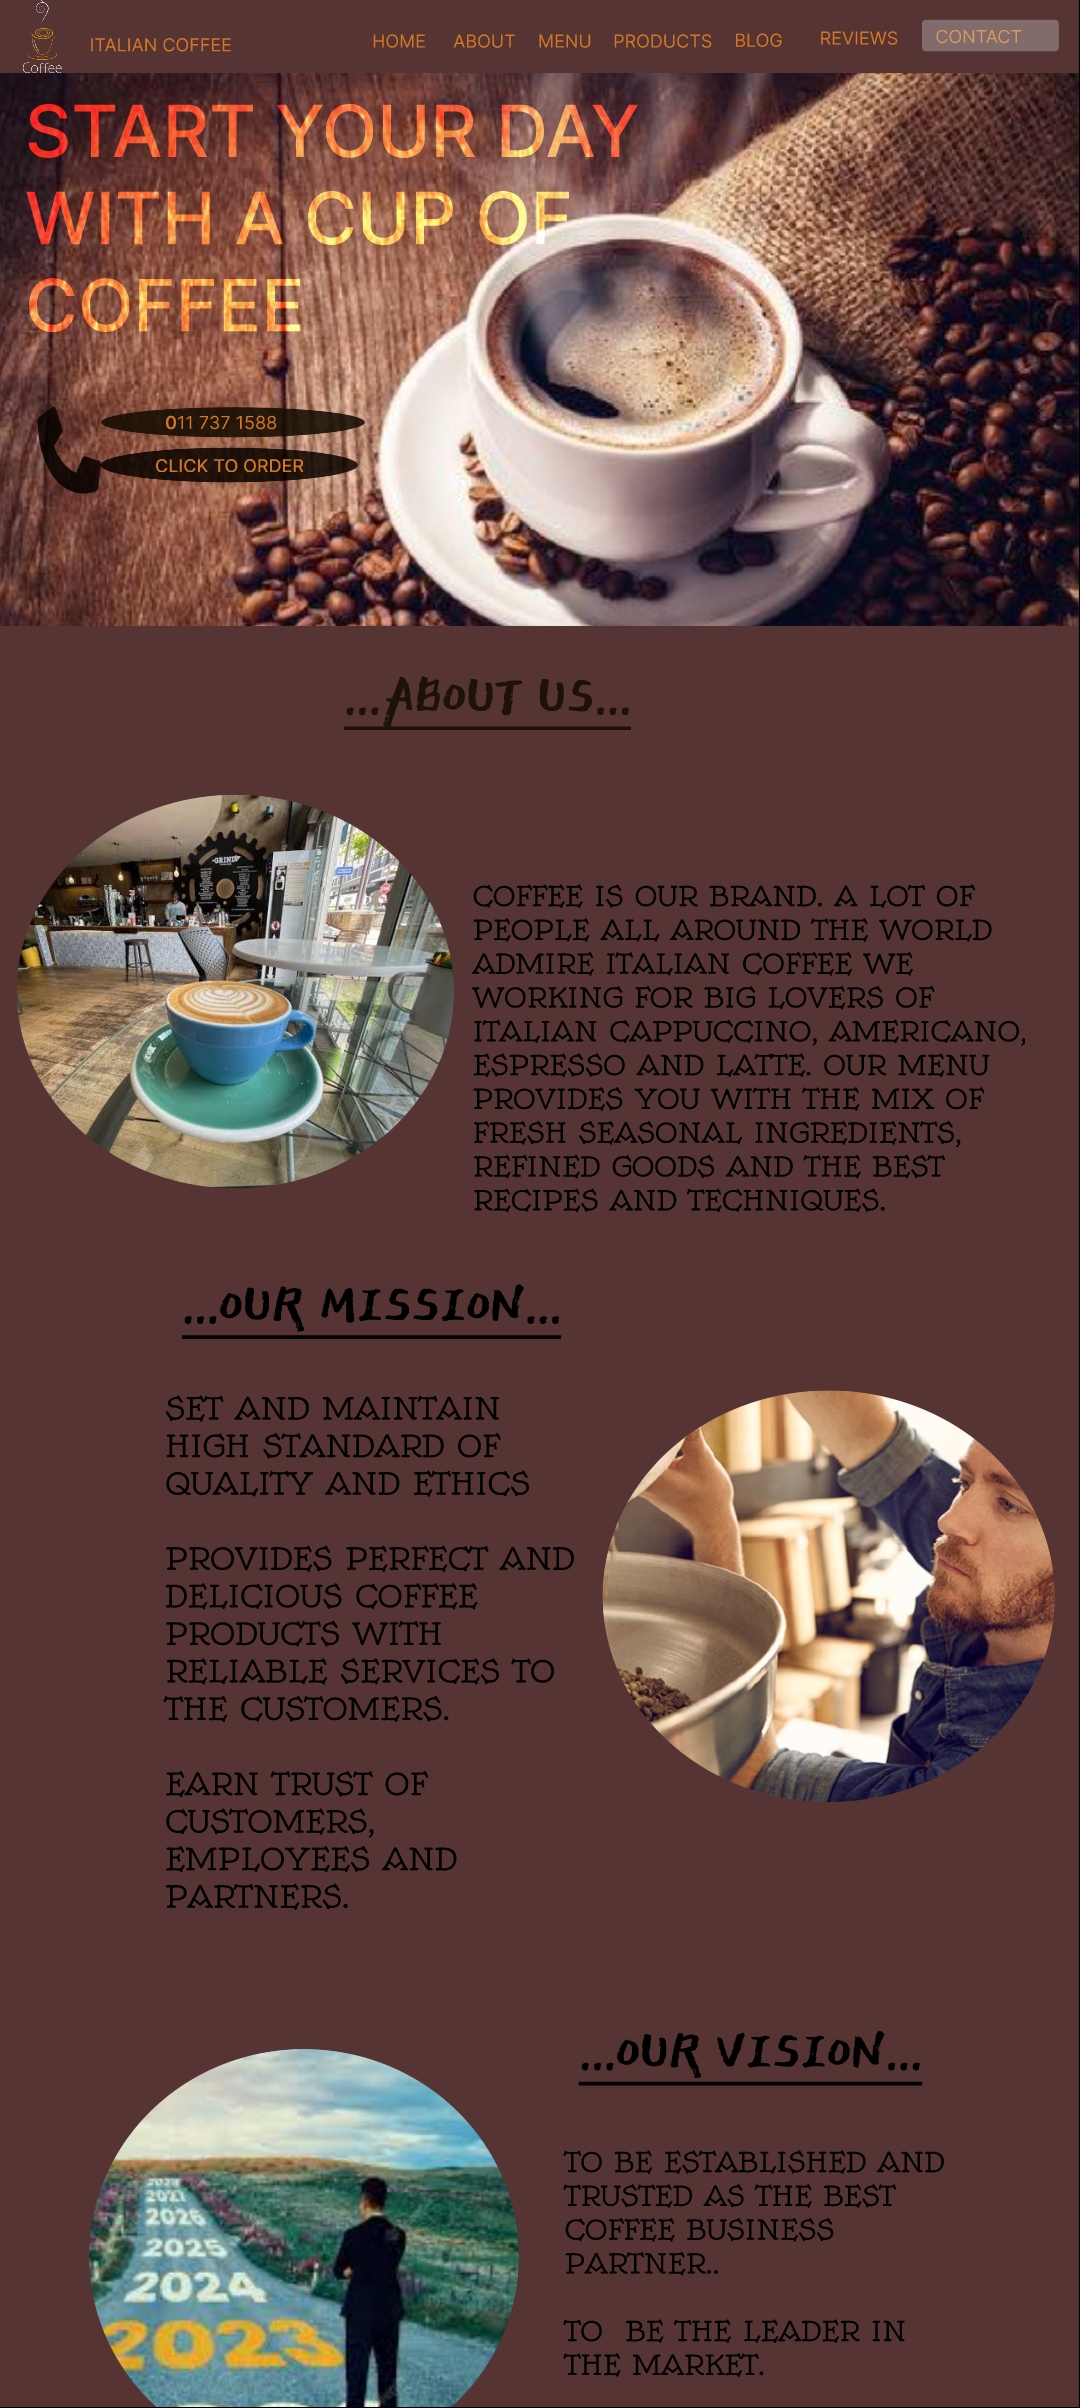 Coffee
ITALIAN COFFEE
HOME
ABOUT
MENU
PRODUCTS
BLOG
REVIEWS
CONTACT
START YOUR DAY
WITH A CUP OF
COFFEE
011 737 1588
CLICK TO ORDER
...ABOUT US...
GRIND
COFFEE IS OUR BRAND. A LOT OF
PEOPLE ALL AROUND THE WORLD
ADMIRE ITALIAN COFFEE WE
WORKING FOR BIG LOVERS OF
ITALIAN CAPPUCCINO, AMERICANO,
ESPRESSO AND LATTE. OUR MENU
PROVIDES YOU WITH THE MIX OF
FRESH SEASONAL INGREDIENTS,
REFINED GOODS AND THE BEST
RECIPES AND TECHNIQUES.
...OUR MISSION...
SET AND MAINTAIN
HIGH STANDARD OF
QUALITY AND ETHICS
PROVIDES PERFECT AND
DELICIOUS COFFEE
PRODUCTS WITH
RELIABLE SERVICES TO
THE CUSTOMERS.
EARN TRUST OF
CUSTOMERS,
EMPLOYEES AND
PARTNERS.
...OUR VISION...
2027
2026
2025
2024
2023
TO BE ESTABLISHED AND
TRUSTED AS THE BEST
COFFEE BUSINESS
PARTNER..
TO  BE THE LEADER IN
THE MARKET.